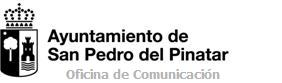 Ayuntamiento de
San Pedro del Pinatar
Oficina de Comunicación